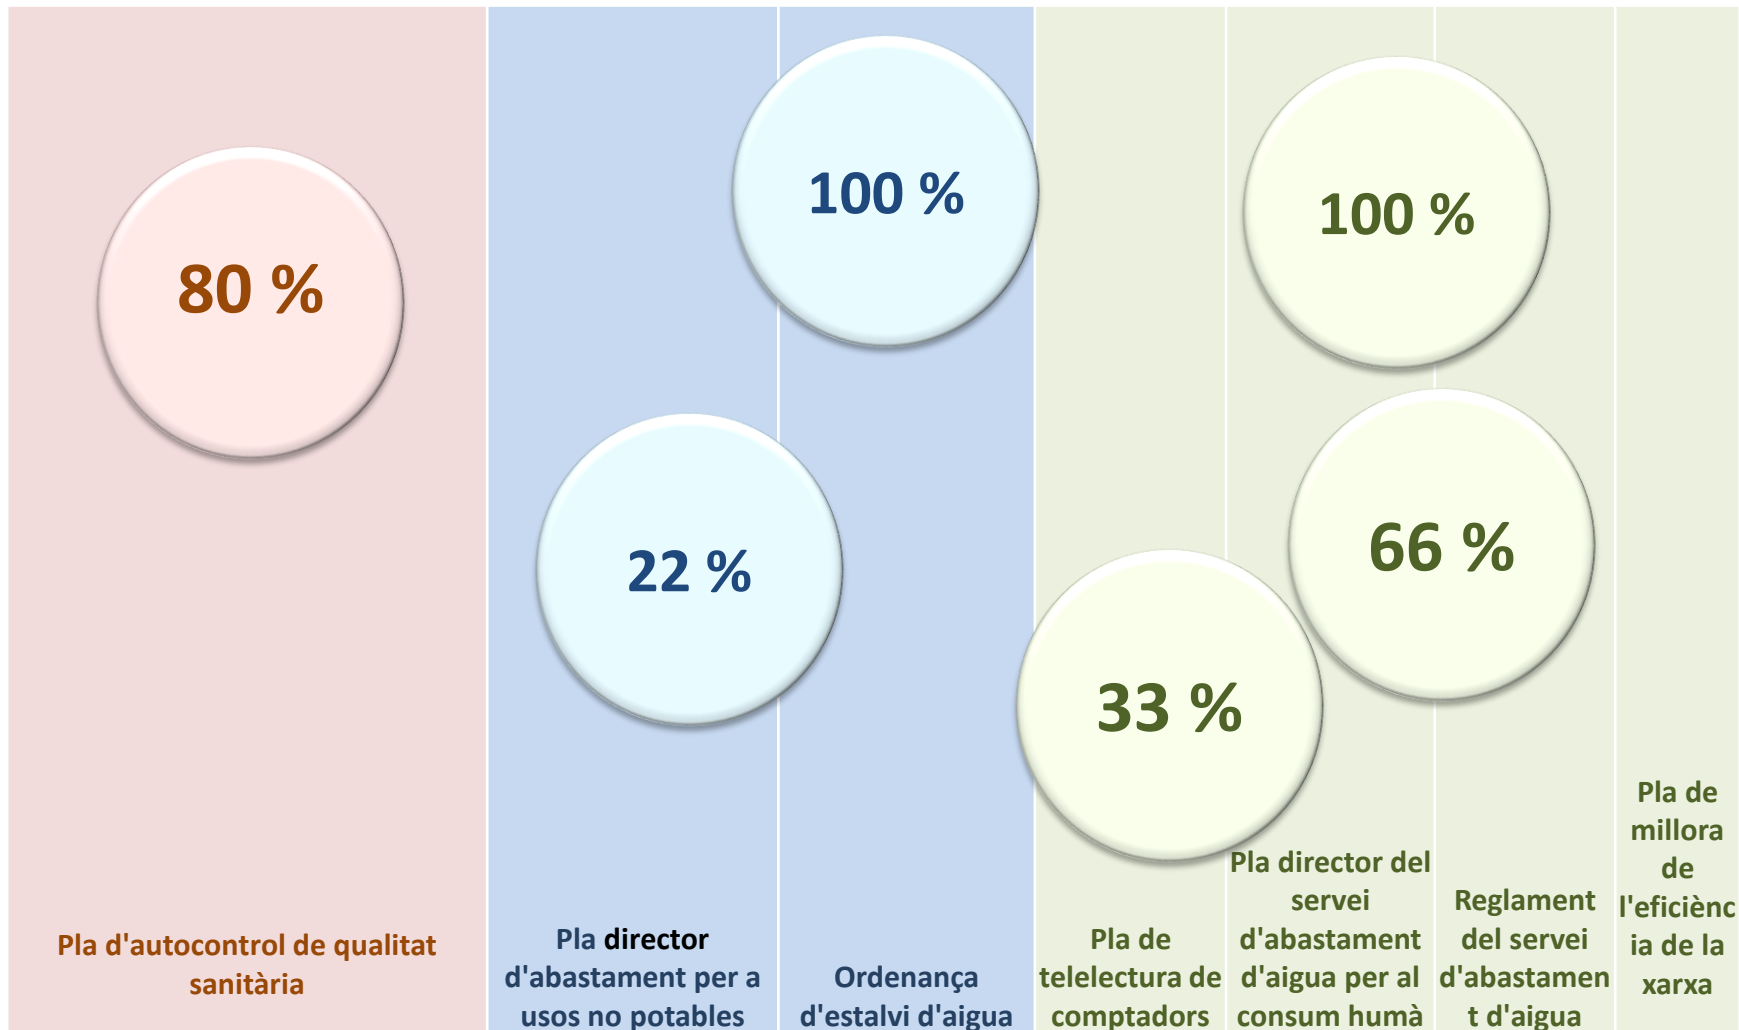 80 %
100 %
22 %
100 %
66 %
33 %
Pla d'autocontrol de qualitat
sanitària
Pla director
d'abastament per a
usos no potables
Ordenança
d'estalvi d'aigua
Pla de
telelectura de
comptadors
Pla director del
servei
d'abastament
d'aigua per al
consum humà
Reglament
del servei
d'abastamen
t d'aigua
Pla de
millora
de
l'eficiènc
ia de la
xarxa